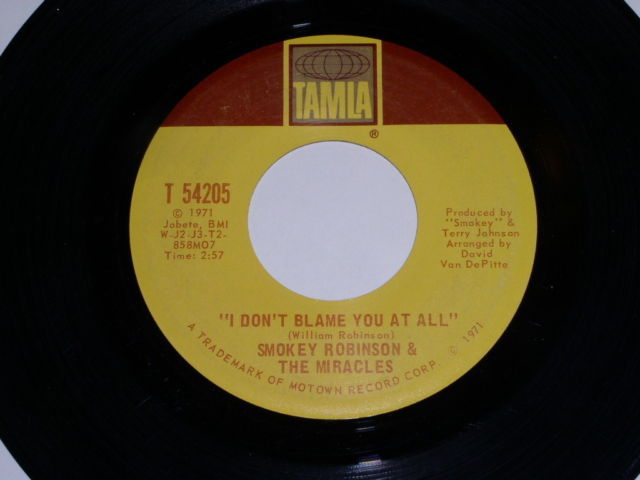 TAMLA
®
T 54205
© 1971
Jobete, BMI
W-J2-J3-T2-
858M07
Time: 2:57
Produced by
"Smokey" &
Terry Johnson
Arranged by
David
Van DePitte
"I DON'T BLAME YOU AT ALL"
(William Robinson)
SMOKEY ROBINSON &
THE MIRACLES
A TRADEMARK OF MOTOWN RECORD CORP. © 1971